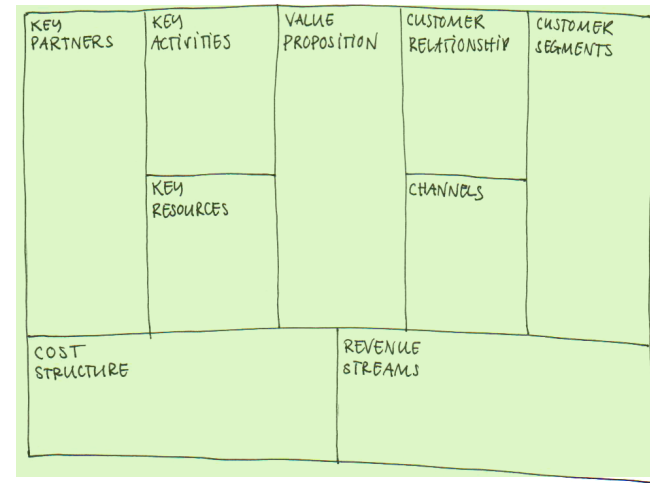 KEY
PARTNERS
KEY
ACTIVITIES
VALUE
PROPOSITION
CUSTOMER
RELATIONSHIP
CUSTOMER
SEGMENTS
KEY
RESOURCES
CHANNELS
COST
STRUCTURE
REVENUE
STREAMS